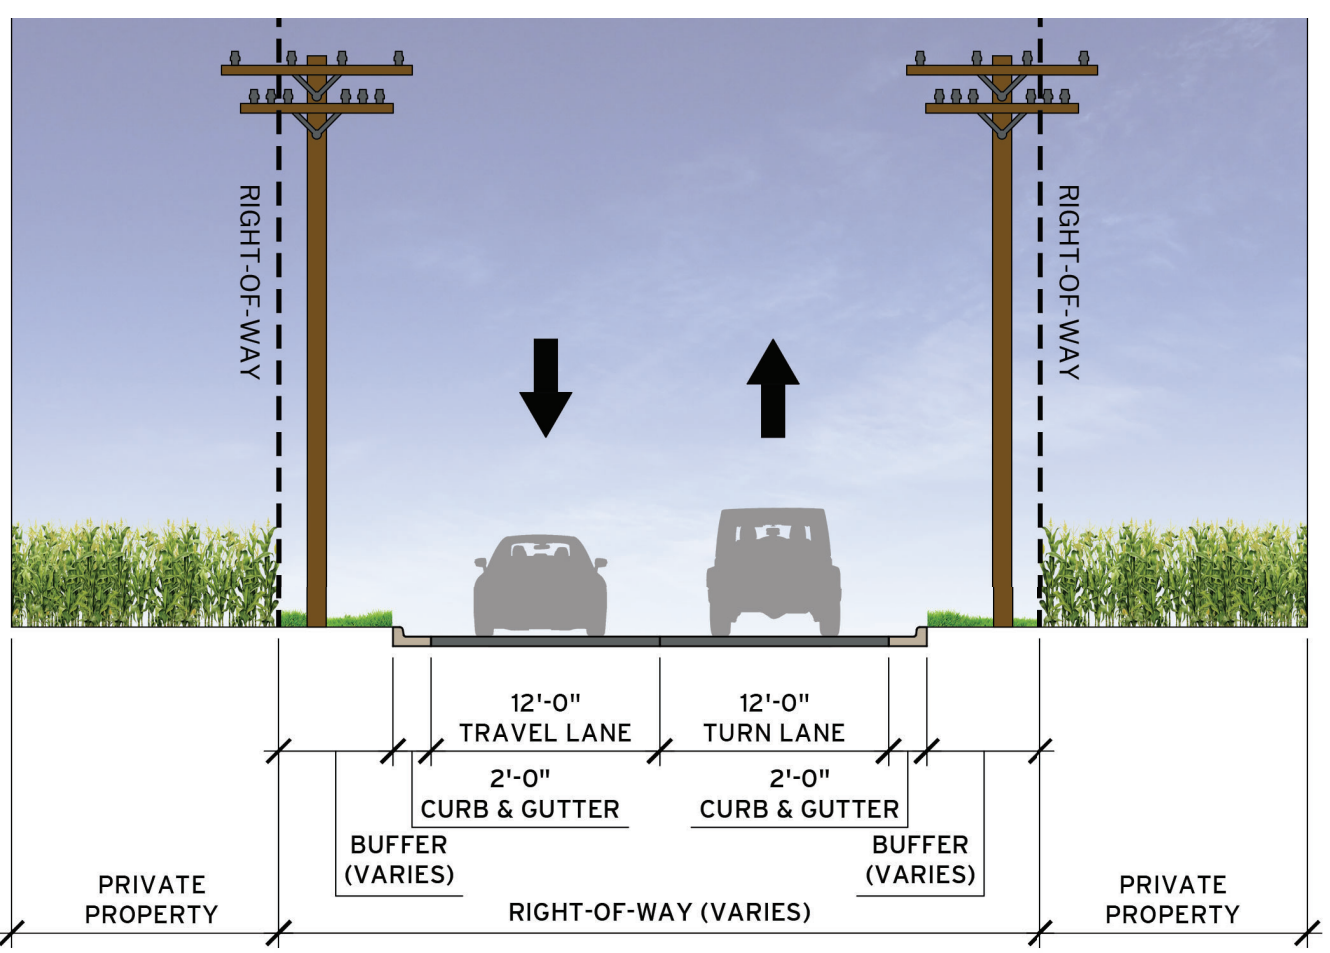 RIGHT-OF-WAY
RIGHT-OF-WAY
12'-0"
TRAVEL LANE
12'-0"
TURN LANE
2'-0"
CURB & GUTTER
2'-0"
CURB & GUTTER
BUFFER
(VARIES)
BUFFER
(VARIES)
PRIVATE
PROPERTY
RIGHT-OF-WAY (VARIES)
PRIVATE
PROPERTY